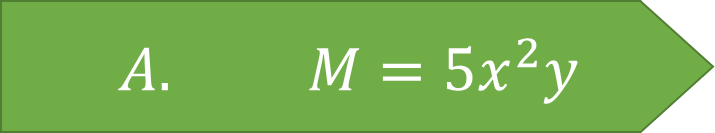 A. M = 5x²y